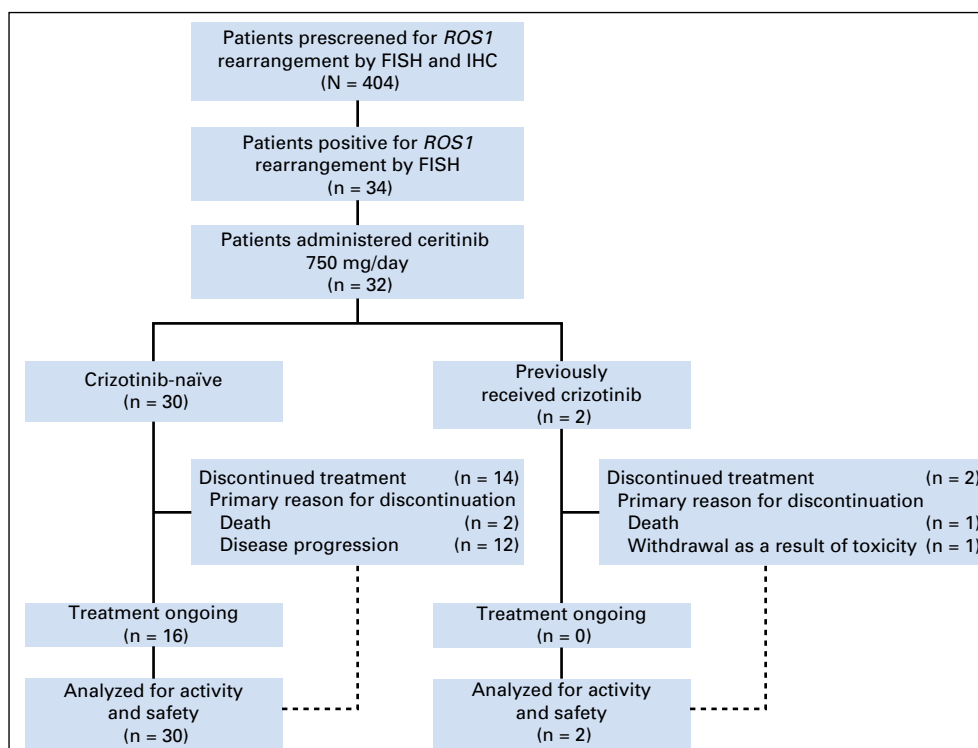 Patients prescreened for ROS1
rearrangement by FISH and IHC
(N = 404)
Patients positive for ROS1
rearrangement by FISH
(n = 34)
Patients administered ceritinib
750 mg/day
(n = 32)
Crizotinib-naïve
(n = 30)
Previously
received crizotinib
(n = 2)
Discontinued treatment (n = 14)
Primary reason for discontinuation
Death (n = 2)
Disease progression (n = 12)
Discontinued treatment (n = 2)
Primary reason for discontinuation
Death (n = 1)
Withdrawal as a result of toxicity (n = 1)
Treatment ongoing
(n = 16)
Treatment ongoing
(n = 0)
Analyzed for activity
and safety
(n = 30)
Analyzed for activity
and safety
(n = 2)